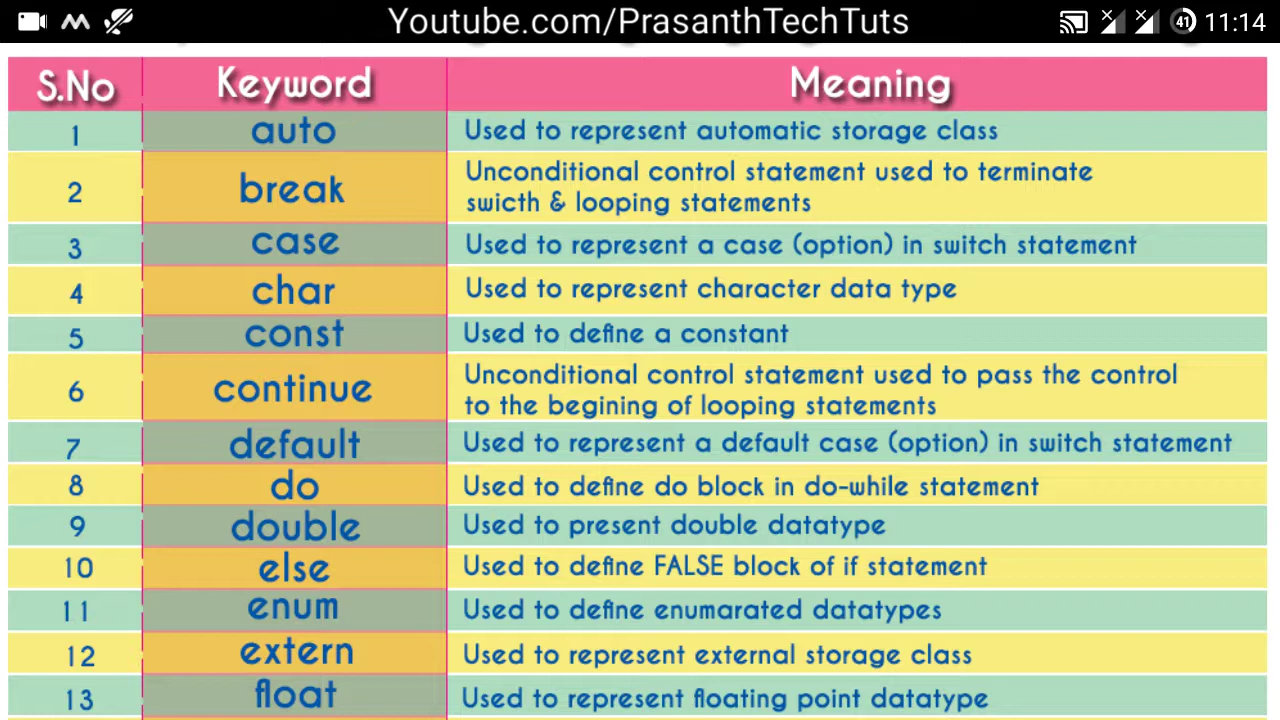 Youtube.com/PrasanthTechTuts 41 11:14
S.No Keyword Meaning
1 auto Used to represent automatic storage class
2 break Unconditional control statement used to terminate
swicth & looping statements
3 case Used to represent a case (option) in switch statement
4 char Used to represent character data type
5 const Used to define a constant
6 continue Unconditional control statement used to pass the control
to the begining of looping statements
7 default Used to represent a default case (option) in switch statement
8 do Used to define do block in do-while statement
9 double Used to present double datatype
10 else Used to define FALSE block of if statement
11 enum Used to define enumarated datatypes
12 extern Used to represent external storage class
13 float Used to represent floating point datatype